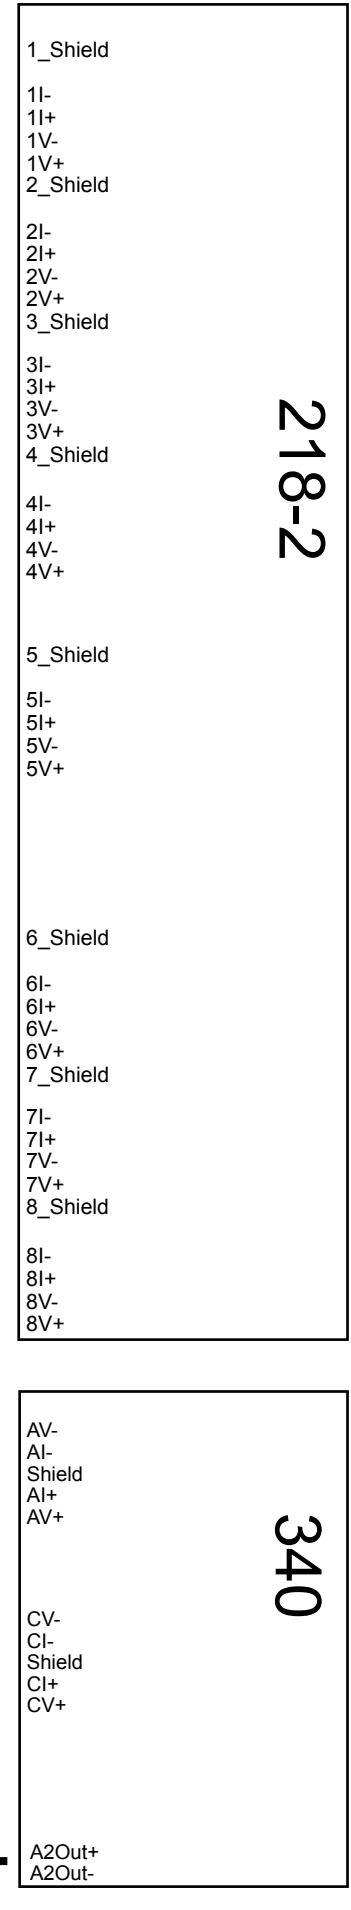 1_Shield
1I-
1I+
1V-
1V+
2_Shield
2I-
2I+
2V-
2V+
3_Shield
3I-
3I+
3V-
3V+
4_Shield
4I-
4I+
4V-
4V+
5_Shield
5I-
5I+
5V-
5V+
6_Shield
6I-
6I+
6V-
6V+
7_Shield
7I-
7I+
7V-
7V+
8_Shield
8I-
8I+
8V-
8V+
218-2
AV-
AI-
Shield
AI+
AV+
CV-
CI-
Shield
CI+
CV+
A2Out+
A2Out-
340